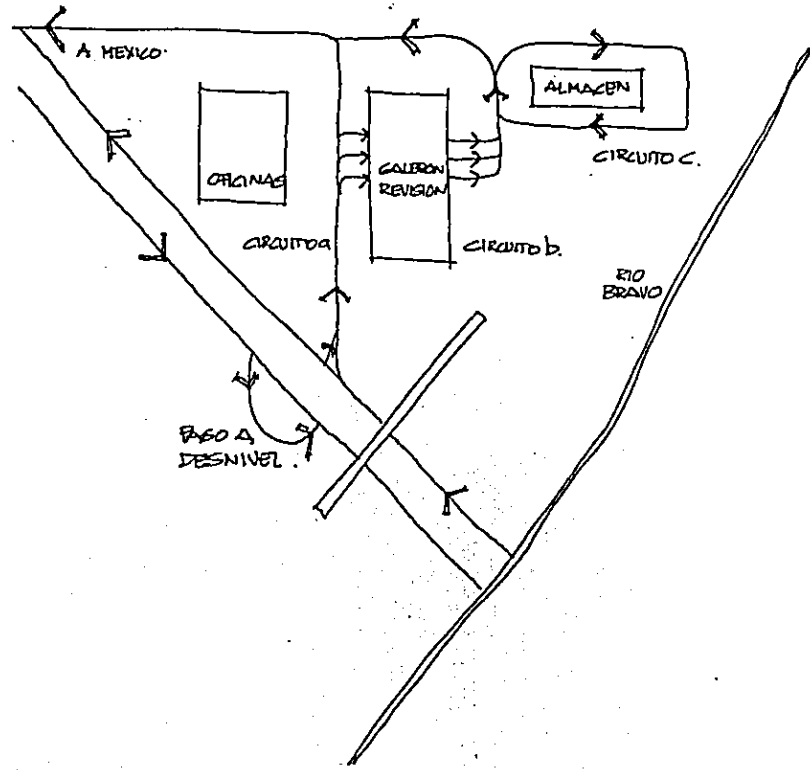 A MEXICO.
ALMACEN
OFICINAS
GALERON
REVISION
CIRCUITO C.
CIRCUITO a
CIRCUITO b.
RIO
BRAVO
PASO A
DESNIVEL.